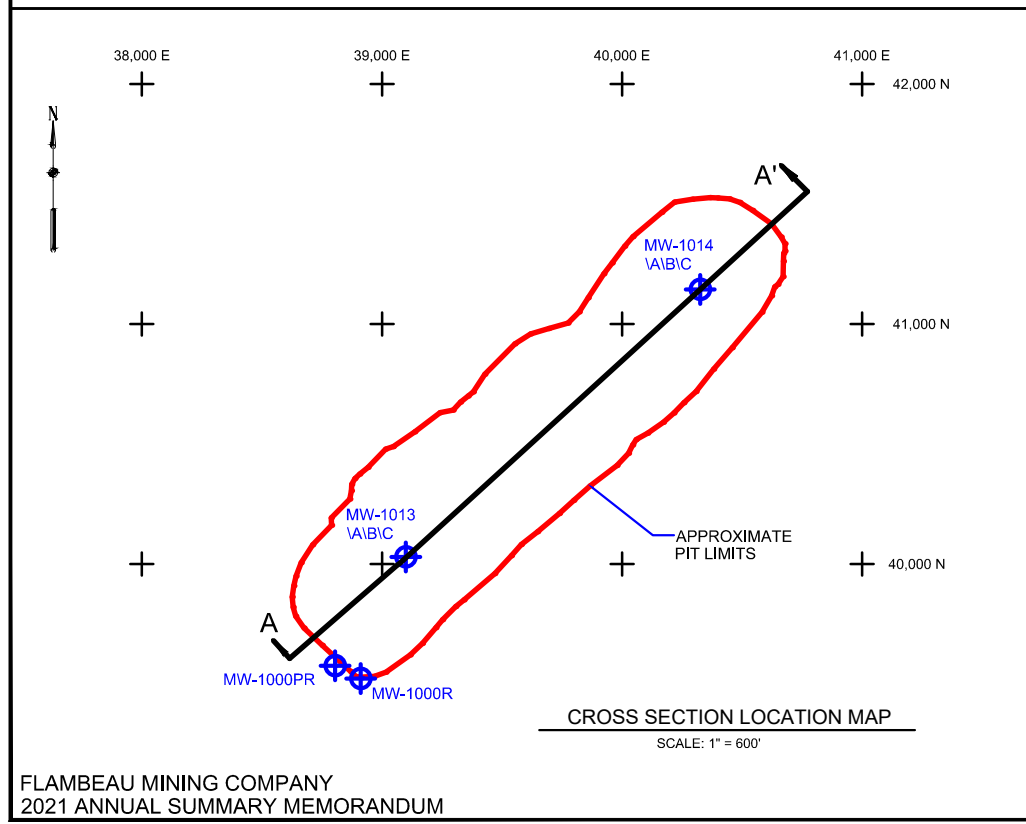 38,000 E
39,000 E
40,000 E
41,000 E
42,000 N
N
A'
MW-1014
\A\B\C
41,000 N
MW-1013
\A\B\C
APPROXIMATE
PIT LIMITS
40,000 N
A
MW-1000PR
MW-1000R
CROSS SECTION LOCATION MAP
SCALE: 1" = 600'
FLAMBEAU MINING COMPANY
2021 ANNUAL SUMMARY MEMORANDUM